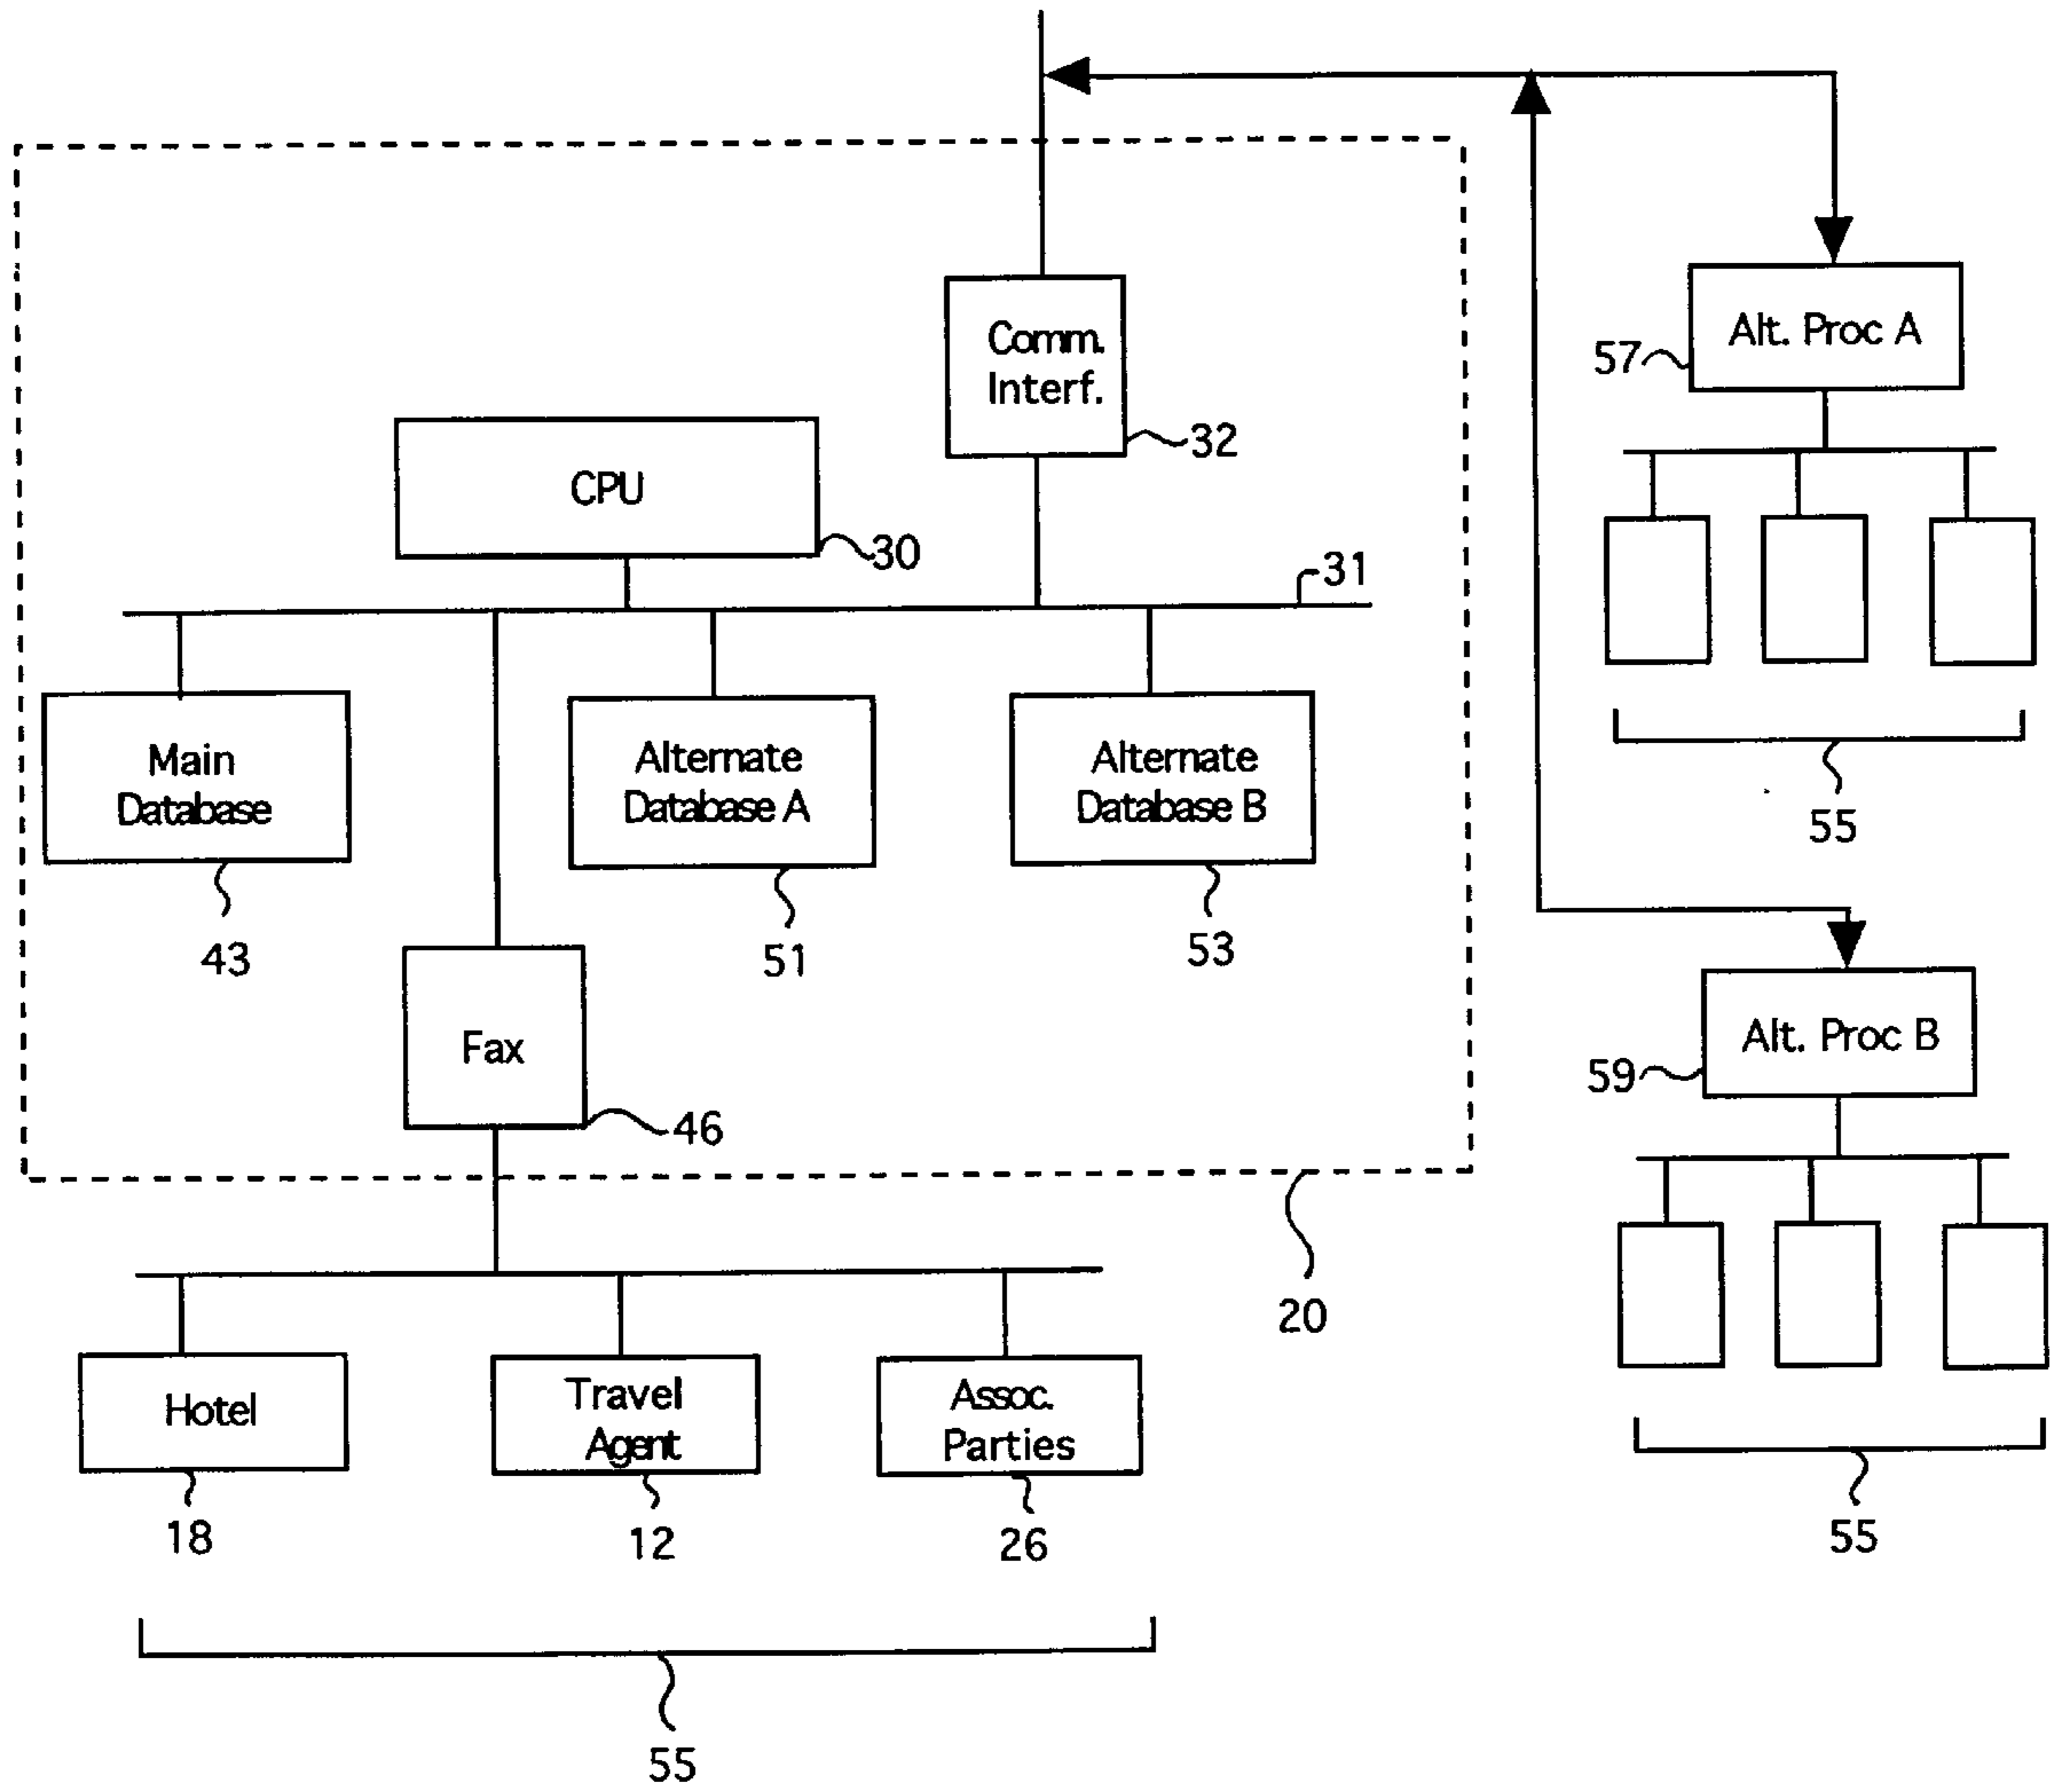 Comm.
Interf.
32
CPU
30
31
Alt. Proc A
57
55
Main
Database
43
Alternate
Database A
51
Alternate
Database B
53
Fax
46
20
Alt. Proc B
59
55
Hotel
18
Travel
Agent
12
Assoc.
Parties
26
55